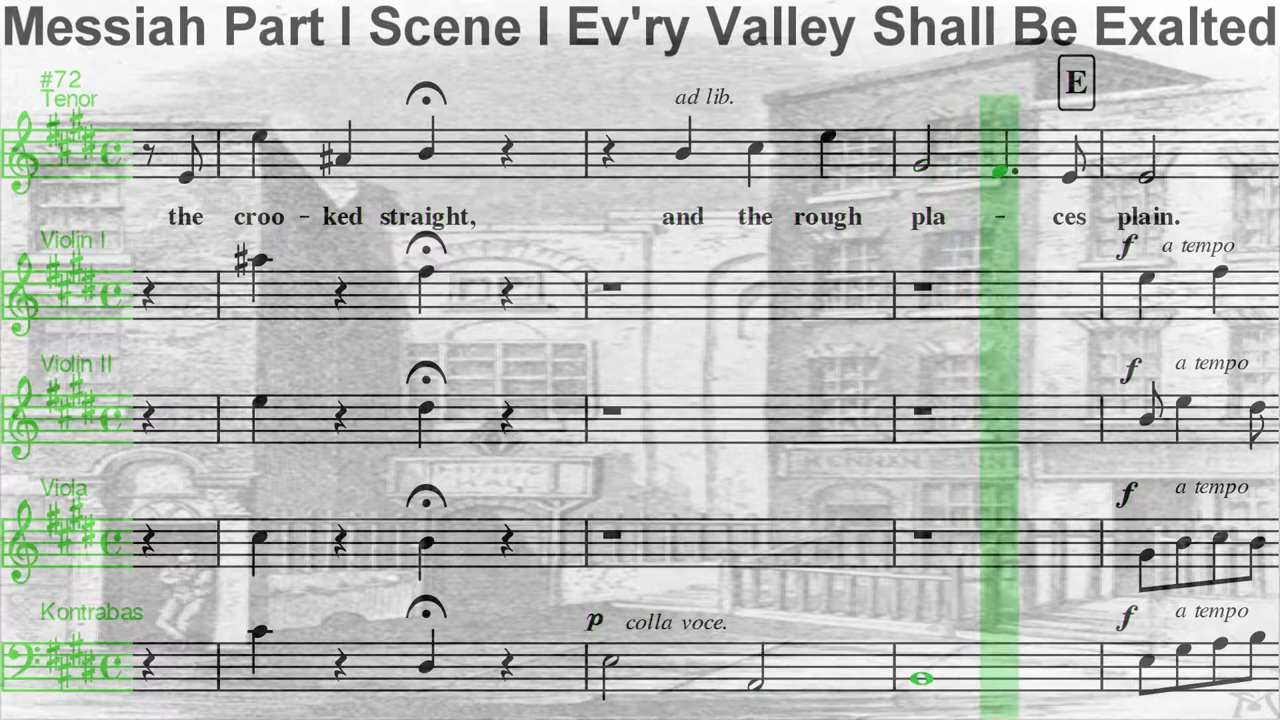 Messiah Part I Scene I Ev'ry Valley Shall Be Exalted
#72
E
Tenor
ad lib.
the croo - ked straight, and the rough pla - ces plain.
Violin I
f a tempo
Violin II
f a tempo
Viola
f a tempo
Kontrabas
p colla voce.
f a tempo